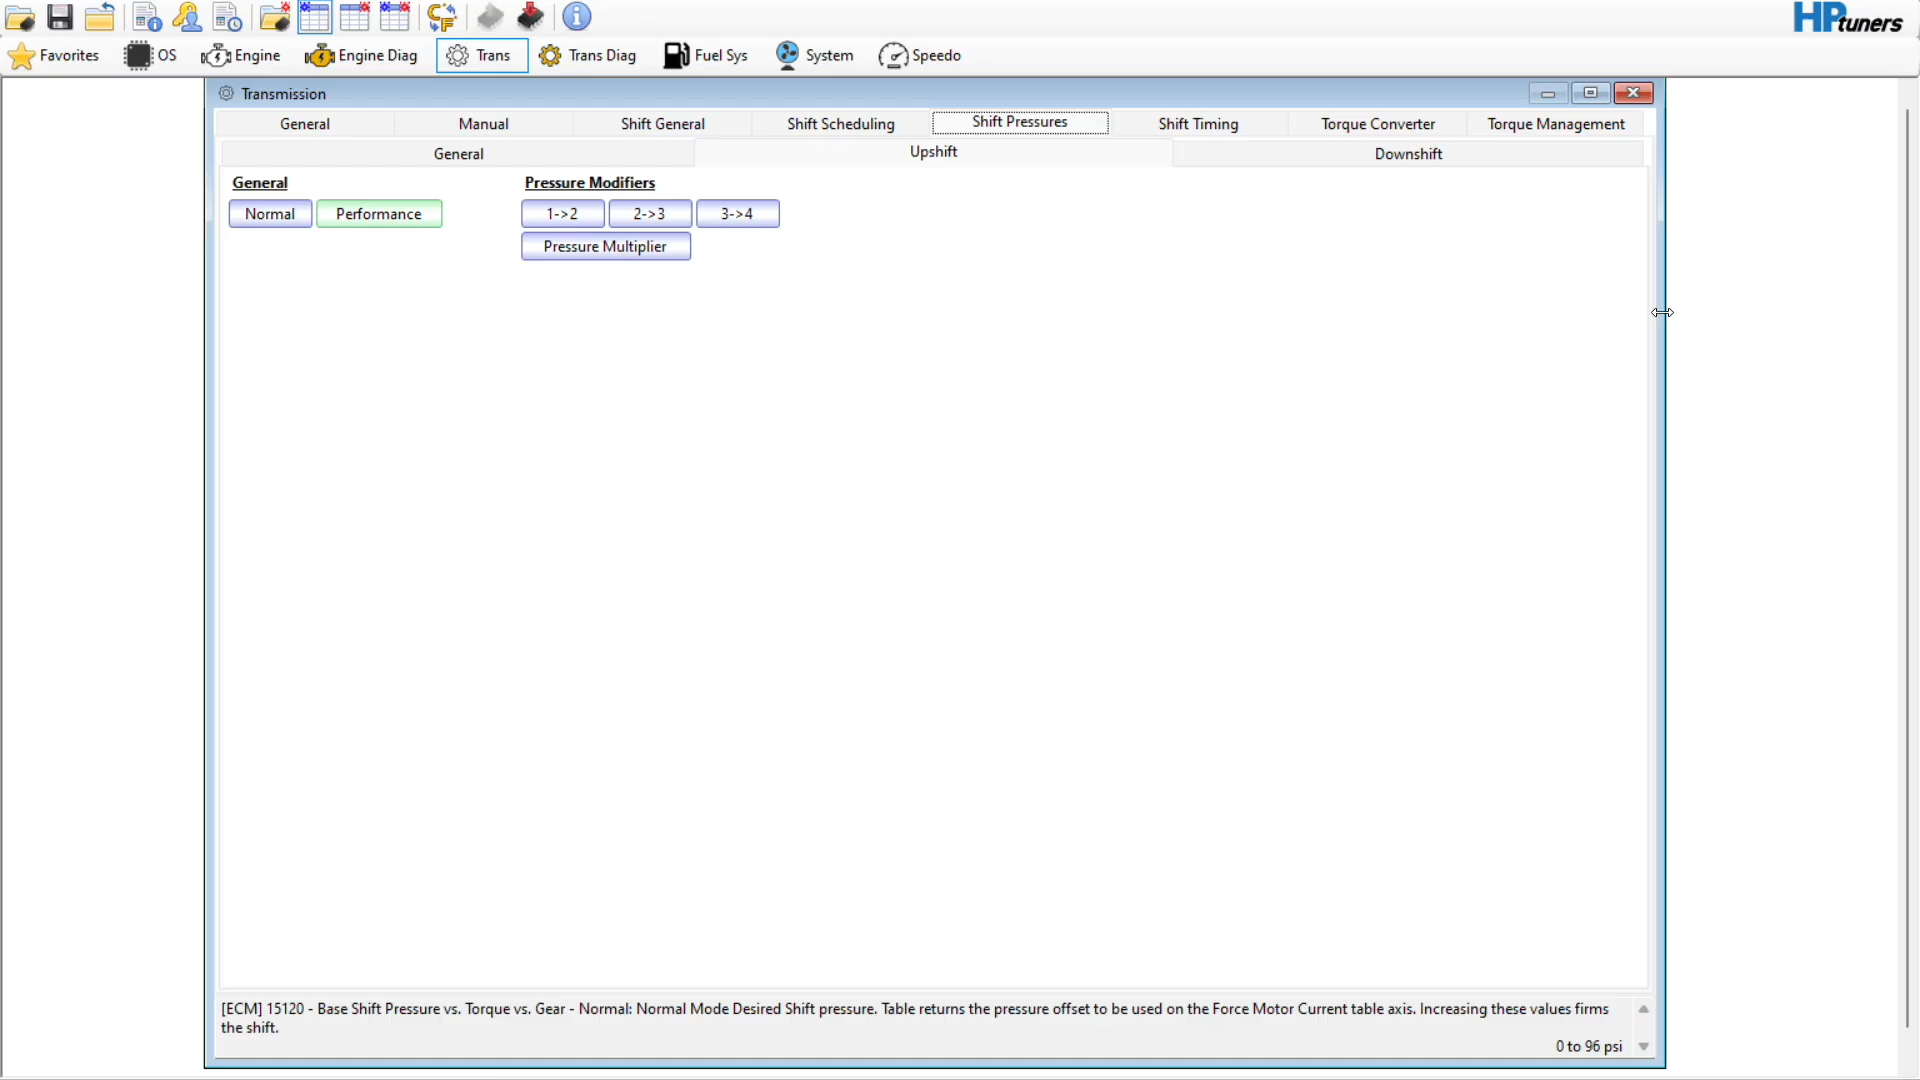 HPtuners
Favorites OS Engine Engine Diag Trans Trans Diag Fuel Sys System Speedo
Transmission
General Manual Shift General Shift Scheduling Shift Pressures Shift Timing Torque Converter Torque Management
General Upshift Downshift
General Pressure Modifiers
Normal Performance 1->2 2->3 3->4
Pressure Multiplier
[ECM] 15120 - Base Shift Pressure vs. Torque vs. Gear - Normal: Normal Mode Desired Shift pressure. Table returns the pressure offset to be used on the Force Motor Current table axis. Increasing these values firms
the shift.
0 to 96 psi